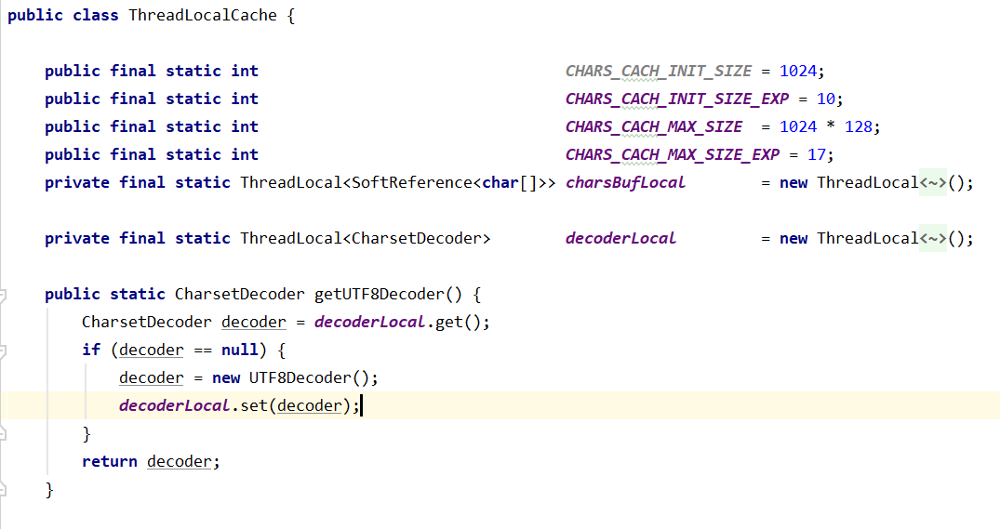 public class ThreadLocalCache {
public final static int CHARS_CACH_INIT_SIZE = 1024;
public final static int CHARS_CACH_INIT_SIZE_EXP = 10;
public final static int CHARS_CACH_MAX_SIZE = 1024 * 128;
public final static int CHARS_CACH_MAX_SIZE_EXP = 17;
private final static ThreadLocal<SoftReference<char[]>> charsBufLocal = new ThreadLocal<~>();
private final static ThreadLocal<CharsetDecoder> decoderLocal = new ThreadLocal<~>();
public static CharsetDecoder getUTF8Decoder() {
CharsetDecoder decoder = decoderLocal.get();
if (decoder == null) {
decoder = new UTF8Decoder();
decoderLocal.set(decoder);
}
return decoder;
}